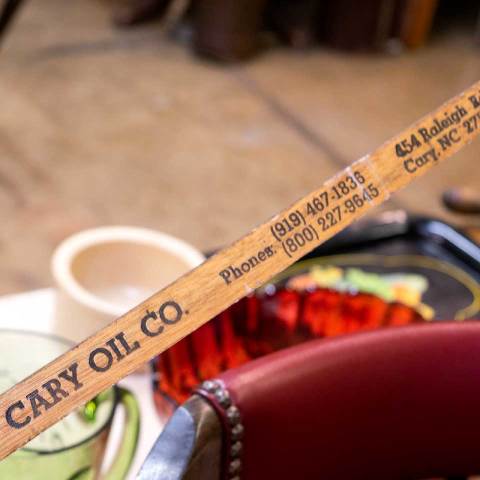 CARY OIL CO.
Phones: (919) 467-1836
(800) 227-9645
454 Raleigh
Cary, NC